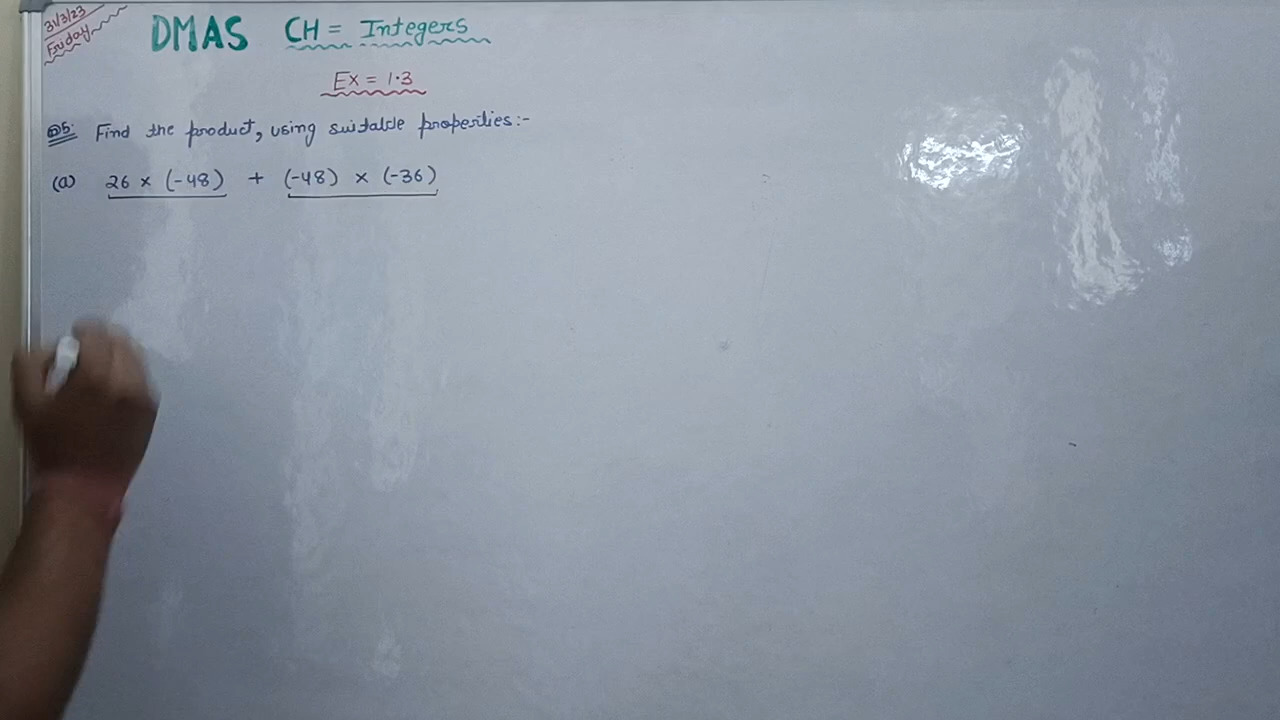 31/3/23
Friday
DMAS CH = Integers
Ex = 1.3
Q5. Find the product, using suitable properties:-
(a) 26 × (-48) + (-48) × (-36)